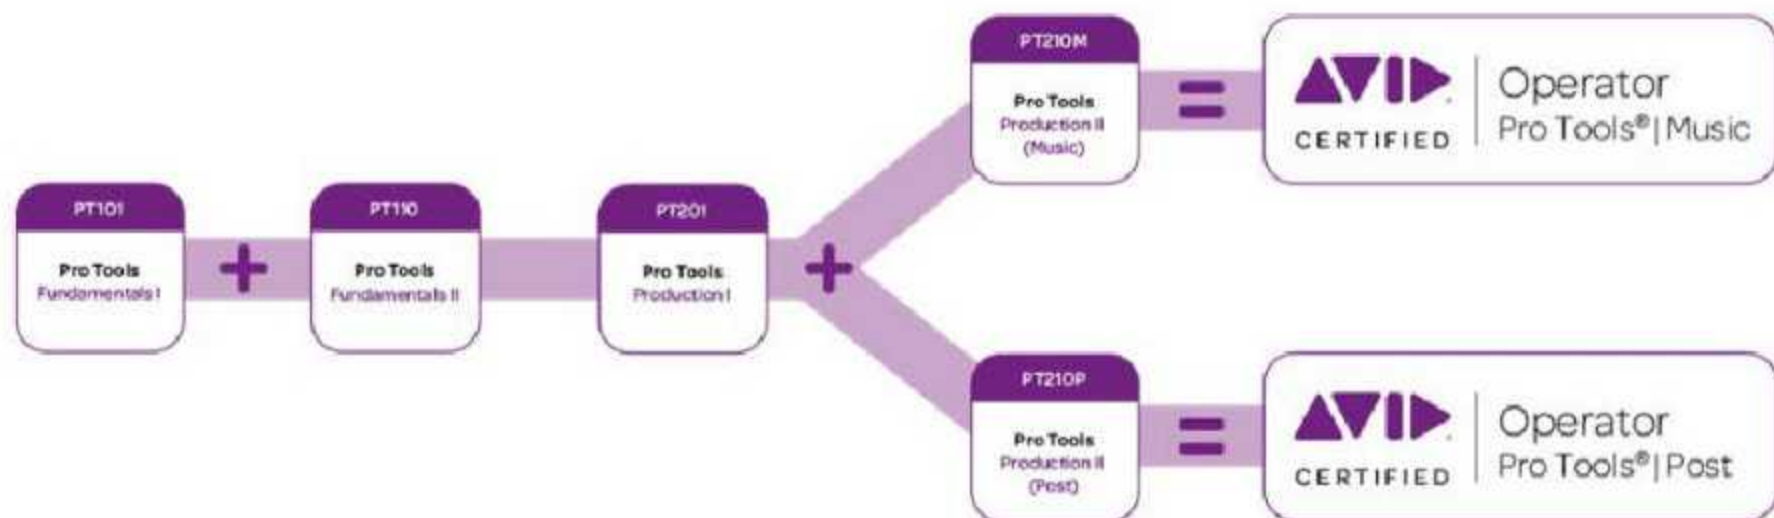 PT101
Pro Tools
Fundamentals I
+
PT110
Pro Tools
Fundamentals II
PT201
Pro Tools
Production I
+
PT210M
Pro Tools
Production II
(Music)
=
AVID
CERTIFIED
Operator
Pro Tools®|Music
PT210P
Pro Tools
Production II
(Post)
=
AVID
CERTIFIED
Operator
Pro Tools®|Post